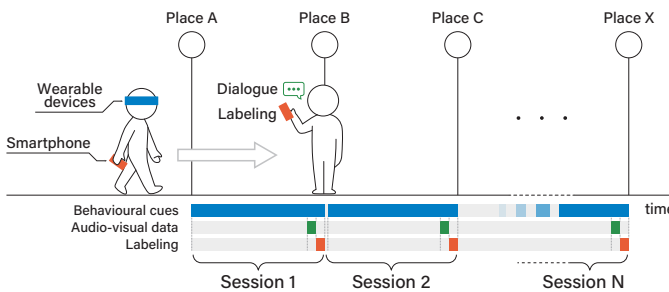 Place A
Place B
Place C
Place X
Wearable
devices
Dialogue
Labeling
Smartphone
. . .
Behavioural cues
time
Audio-visual data
Labeling
Session 1
Session 2
Session N